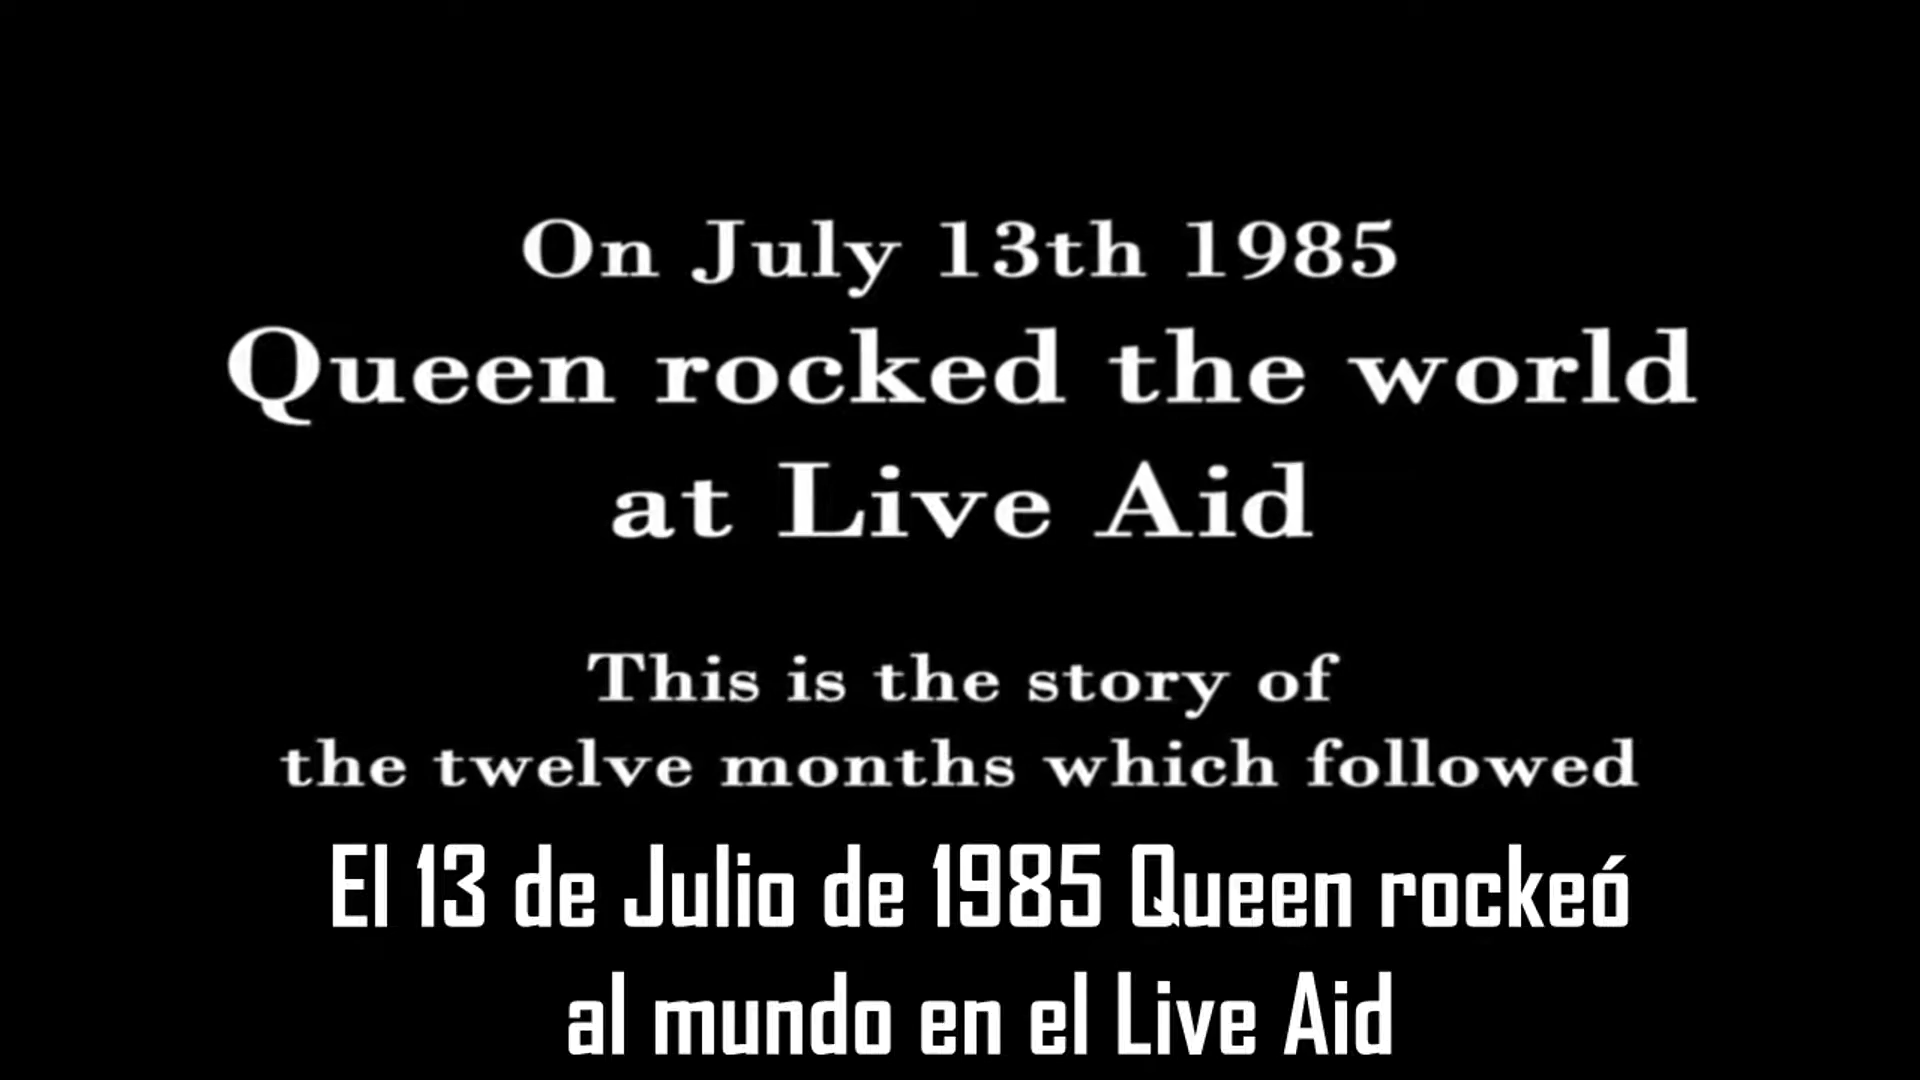 On July 13th 1985
Queen rocked the world
at Live Aid
This is the story of
the twelve months which followed
El 13 de Julio de 1985 Queen rockeó
al mundo en el Live Aid